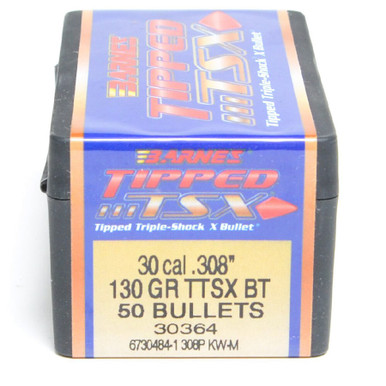 BARNES
TIPPED
TSX
Tipped Triple-Shock X Bullet
BARNES
TIPPED
TSX
Tipped Triple-Shock X Bullet
30 cal .308"
130 GR TTSX BT
50 BULLETS
30364
6730484-1 308P KW-M